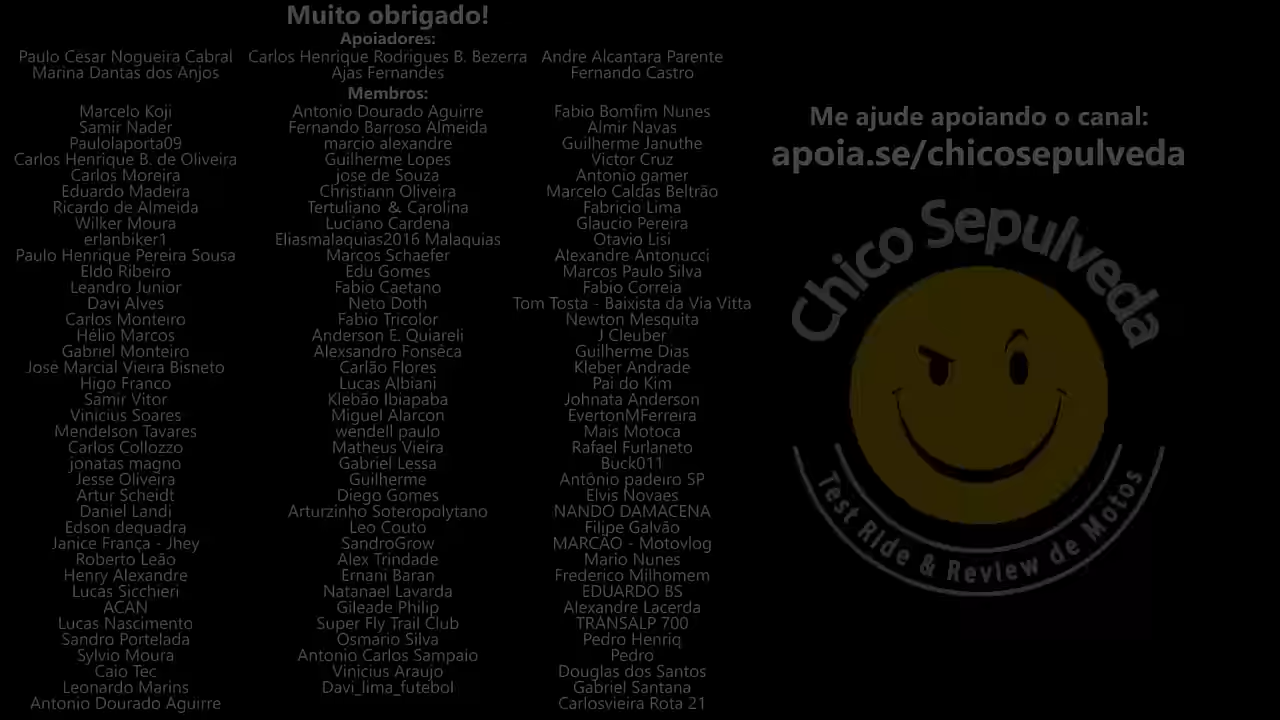 Muito obrigado!
Apoiadores:
Paulo Cesar Nogueira Cabral Carlos Henrique Rodrigues B. Bezerra Andre Alcantara Parente
Marina Dantas dos Anjos Ajas Fernandes Fernando Castro
Membros:
Marcelo Koji Antonio Dourado Aguirre Fabio Bomfim Nunes
Samir Nader Fernando Barroso Almeida Almir Navas
Paulolaporta09 marcio alexandre Guilherme Januthe
Carlos Henrique B. de Oliveira Guilherme Lopes Victor Cruz
Carlos Moreira jose de Souza Antonio gamer
Eduardo Madeira Christiann Oliveira Marcelo Caldas Beltrão
Ricardo de Almeida Tertuliano & Carolina Fabricio Lima
Wilker Moura Luciano Cardena Glaucio Pereira
erlanbiker1 Eliasmalaquias2016 Malaquias Otavio Lisi
Paulo Henrique Pereira Sousa Marcos Schaefer Alexandre Antonucci
Eldo Ribeiro Edu Gomes Marcos Paulo Silva
Leandro Junior Fabio Caetano Fabio Correia
Davi Alves Neto Doth Tom Tosta - Baixista da Via Vitta
Carlos Monteiro Fabio Tricolor Newton Mesquita
Hélio Marcos Anderson E. Quiareli J Cleuber
Gabriel Monteiro Alexsandro Fonsêca Guilherme Dias
José Marcial Vieira Bisneto Carlão Flores Kleber Andrade
Higo Franco Lucas Albiani Pai do Kim
Samir Vitor Klebão Ibiapaba Johnata Anderson
Vinicius Soares Miguel Alarcon EvertonMFerreira
Mendelson Tavares wendell paulo Mais Motoca
Carlos Collozzo Matheus Vieira Rafael Furlaneto
jonatas magno Gabriel Lessa Buck011
Jesse Oliveira Guilherme Antônio padeiro SP
Artur Scheidt Diego Gomes Elvis Novaes
Daniel Landi Arturzinho Soteropolytano NANDO DAMACENA
Edson dequadra Leo Couto Filipe Galvão
Janice França - Jhey SandroGrow MARCÃO - Motovlog
Roberto Leão Alex Trindade Mario Nunes
Henry Alexandre Ernani Baran Frederico Milhomem
Lucas Sicchieri Natanael Lavarda EDUARDO BS
ACAN Gileade Philip Alexandre Lacerda
Lucas Nascimento Super Fly Trail Club TRANSALP 700
Sandro Portelada Osmario Silva Pedro Henriq
Sylvio Moura Antonio Carlos Sampaio Pedro
Caio Tec Vinicius Araujo Douglas dos Santos
Leonardo Marins Davi_lima_futebol Gabriel Santana
Antonio Dourado Aguirre Carlosvieira Rota 21
Me ajude apoiando o canal:
apoia.se/chicosepulveda
Chico Sepulveda
Test Ride & Review de Motos